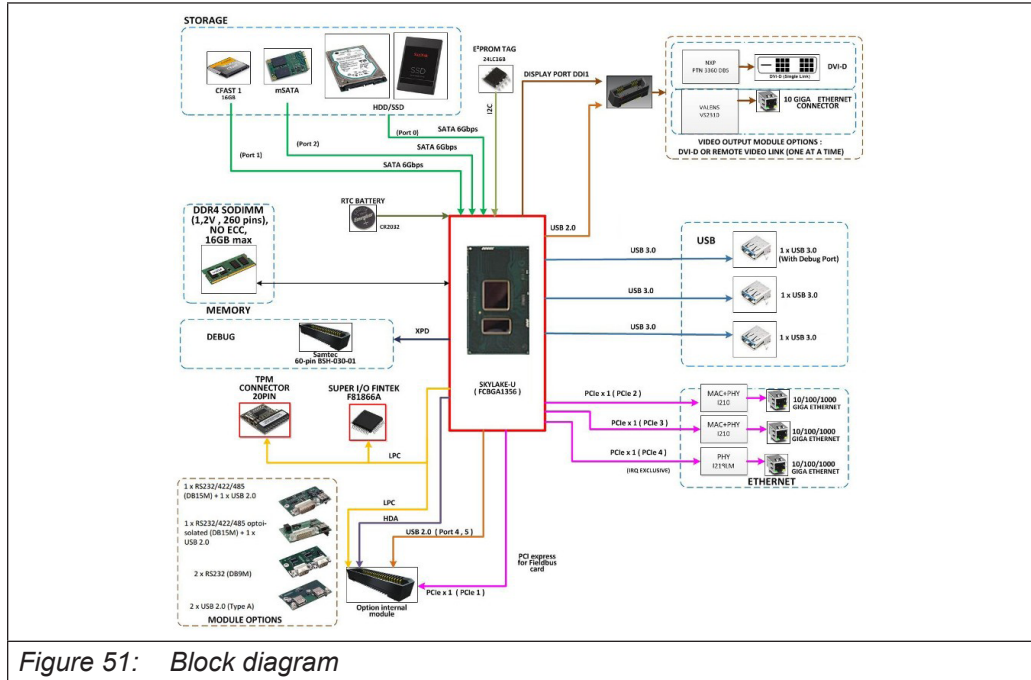 STORAGE
CFAST 1
16GB
mSATA
HDD/SSD
E²PROM TAG
24LC16B
I2C
DISPLAY PORT DDI1
NXP
PTN 3360 DBS
DVI-D (Single Link)
DVI-D
VALENS
VS2310
10 GIGA ETHERNET
CONNECTOR
VIDEO OUTPUT MODULE OPTIONS :
DVI-D OR REMOTE VIDEO LINK (ONE AT A TIME)
(Port 0)
SATA 6Gbps
(Port 2)
SATA 6Gbps
(Port 1)
SATA 6Gbps
RTC BATTERY
CR2032
USB 2.0
DDR4 SODIMM
(1,2V , 260 pins),
NO ECC,
16GB max
MEMORY
USB
USB 3.0
1 x USB 3.0
(With Debug Port)
USB 3.0
1 x USB 3.0
USB 3.0
1 x USB 3.0
DEBUG
Samtec
60-pin BSH-030-01
XPD
SKYLAKE-U
( FCBGA1356 )
TPM
CONNECTOR
20PIN
SUPER I/O FINTEK
F81866A
LPC
PCIe x 1 ( PCIe 2 )
MAC+PHY
I210
10/100/1000
GIGA ETHERNET
PCIe x 1 ( PCIe 3 )
MAC+PHY
I210
10/100/1000
GIGA ETHERNET
PCIe x 1 ( PCIe 4 )
(IRQ EXCLUSIVE)
PHY
I219LM
10/100/1000
GIGA ETHERNET
ETHERNET
1 x RS232/422/485
(DB15M) + 1 x USB 2.0
1 x RS232/422/485 optoi-
solated (DB15M) + 1 x
USB 2.0
2 x RS232 (DB9M)
2 x USB 2.0 (Type A)
MODULE OPTIONS
LPC
HDA
USB 2.0 ( Port 4 , 5 )
PCI express
for Fieldbus
card
PCIe x 1 ( PCIe 1 )
Option internal
module
Figure 51: Block diagram